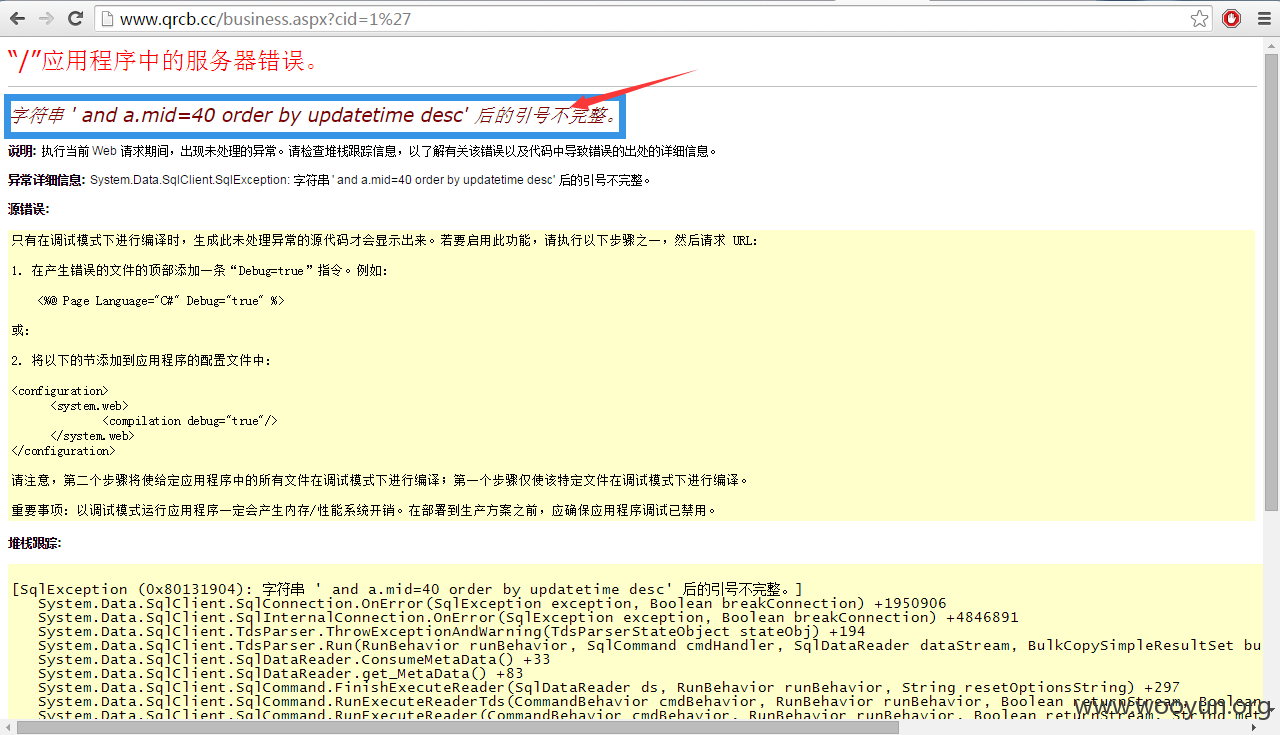 www.qrcb.cc/business.aspx?cid=1%27
“/”应用程序中的服务器错误。
字符串 ' and a.mid=40 order by updatetime desc' 后的引号不完整。
说明: 执行当前 Web 请求期间，出现未处理的异常。请检查堆栈跟踪信息，以了解有关该错误以及代码中导致错误的出处的详细信息。
异常详细信息: System.Data.SqlClient.SqlException: 字符串 ' and a.mid=40 order by updatetime desc' 后的引号不完整。
源错误:
只有在调试模式下进行编译时，生成此未处理异常的源代码才会显示出来。若要启用此功能，请执行以下步骤之一，然后请求 URL:
1. 在产生错误的文件的顶部添加一条“Debug=true”指令。例如:
<%@ Page Language="C#" Debug="true" %>
或:
2. 将以下的节添加到应用程序的配置文件中:
<configuration>
<system.web>
<compilation debug="true"/>
</system.web>
</configuration>
请注意，第二个步骤将使给定应用程序中的所有文件在调试模式下进行编译；第一个步骤仅使该特定文件在调试模式下进行编译。
重要事项: 以调试模式运行应用程序一定会产生内存/性能系统开销。在部署到生产方案之前，应确保应用程序调试已禁用。
堆栈跟踪:
[SqlException (0x80131904): 字符串 ' and a.mid=40 order by updatetime desc' 后的引号不完整。]
System.Data.SqlClient.SqlConnection.OnError(SqlException exception, Boolean breakConnection) +1950906
System.Data.SqlClient.SqlInternalConnection.OnError(SqlException exception, Boolean breakConnection) +4846891
System.Data.SqlClient.TdsParser.ThrowExceptionAndWarning(TdsParserStateObject stateObj) +194
System.Data.SqlClient.TdsParser.Run(RunBehavior runBehavior, SqlCommand cmdHandler, SqlDataReader dataStream, BulkCopySimpleResultSet bu
System.Data.SqlClient.SqlDataReader.ConsumeMetaData() +33
System.Data.SqlClient.SqlDataReader.get_MetaData() +83
System.Data.SqlClient.SqlCommand.FinishExecuteReader(SqlDataReader ds, RunBehavior runBehavior, String resetOptionsString) +297
System.Data.SqlClient.SqlCommand.RunExecuteReaderTds(CommandBehavior cmdBehavior, RunBehavior runBehavior, Boolean returnStream, Boolean
System.Data.SqlClient.SqlCommand.RunExecuteReader(CommandBehavior cmdBehavior, RunBehavior runBehavior, Boolean returnStream, String met
www.wooyun.org